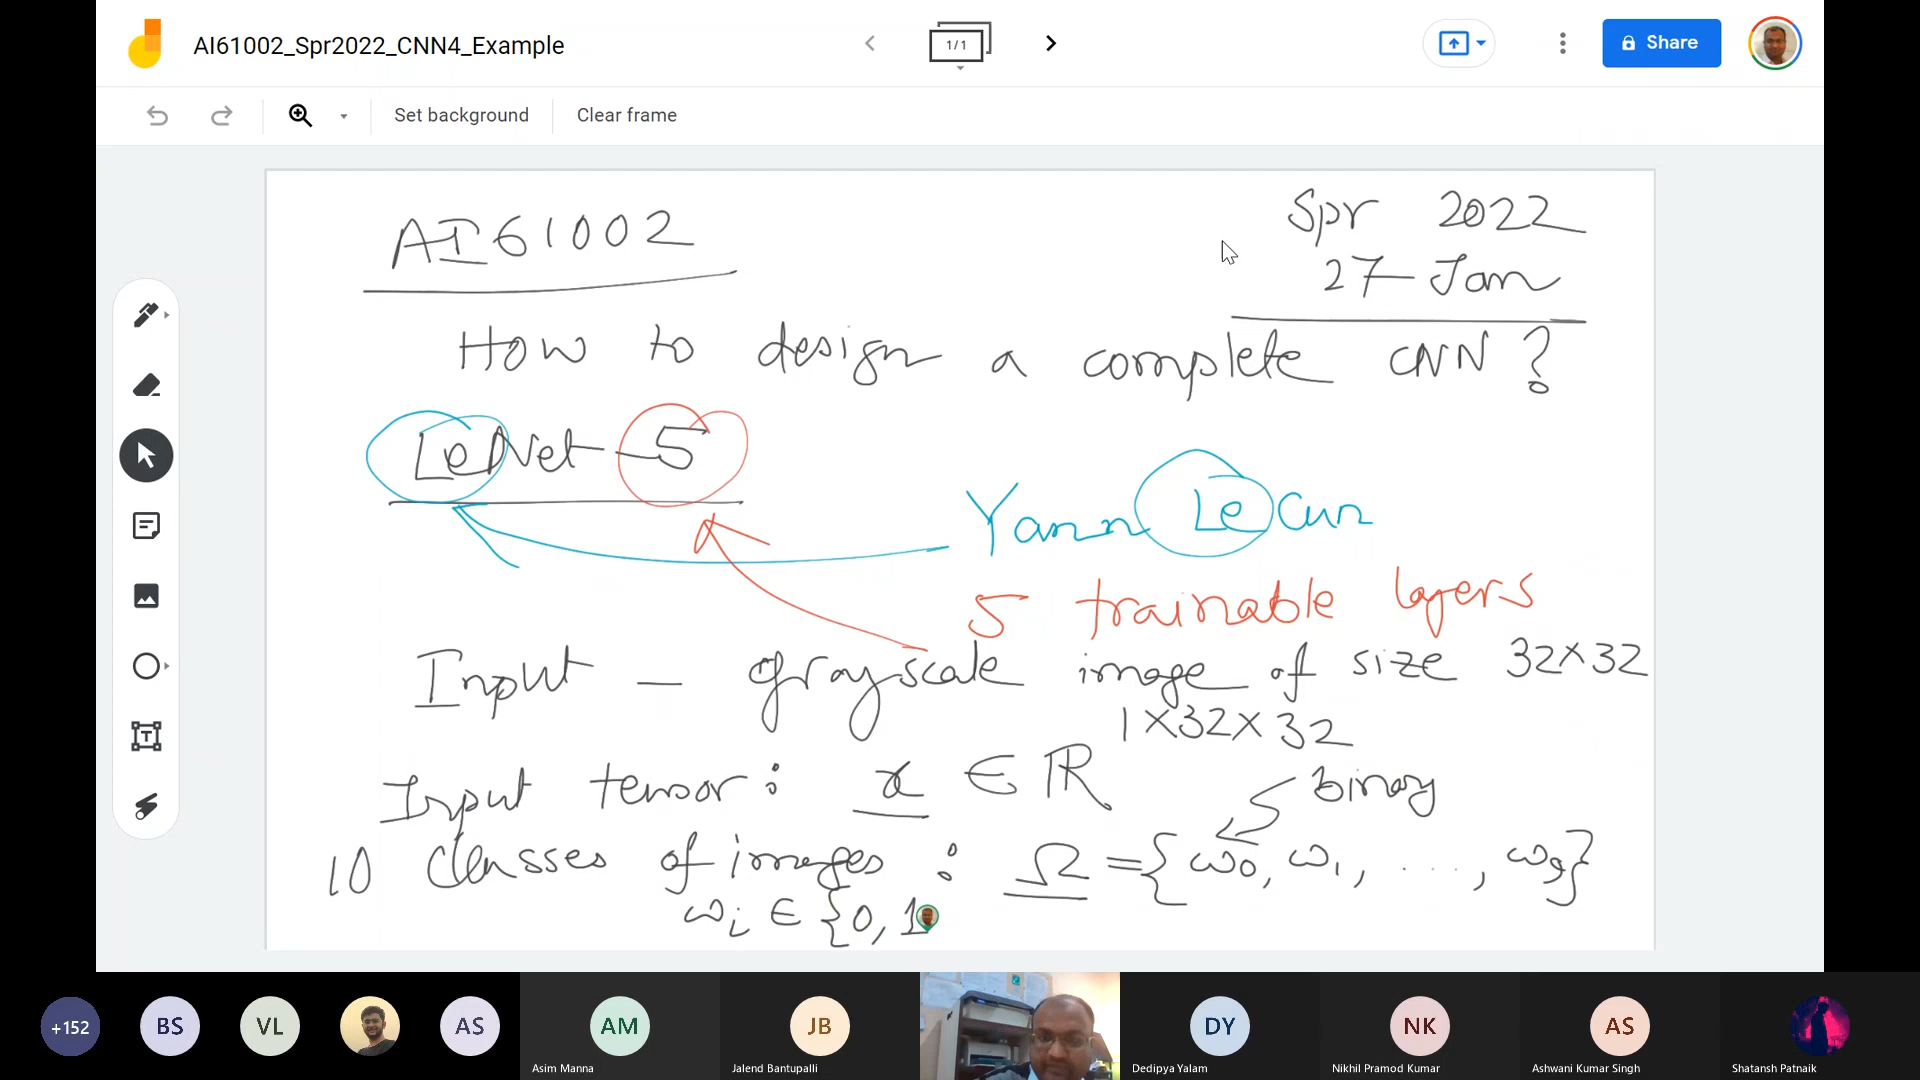 AI61002_Spr2022_CNN4_Example
1/1
Share
Set background
Clear frame
AI61002
Spr 2022
27 Jan
How to design a complete CNN?
LeNet-5
Yann LeCun
5 trainable layers
Input - grayscale image of size 32×32
1×32×32
Input tensor: x ∈ ℝ
binary
10 classes of images : Ω = {ω0, ω1, ..., ω9}
ωi ∈ {0, 1
+152
BS
VL
AS
AM
JB
DY
NK
AS
Asim Manna
Jalend Bantupalli
Dedipya Yalam
Nikhil Pramod Kumar
Ashwani Kumar Singh
Shatansh Patnaik